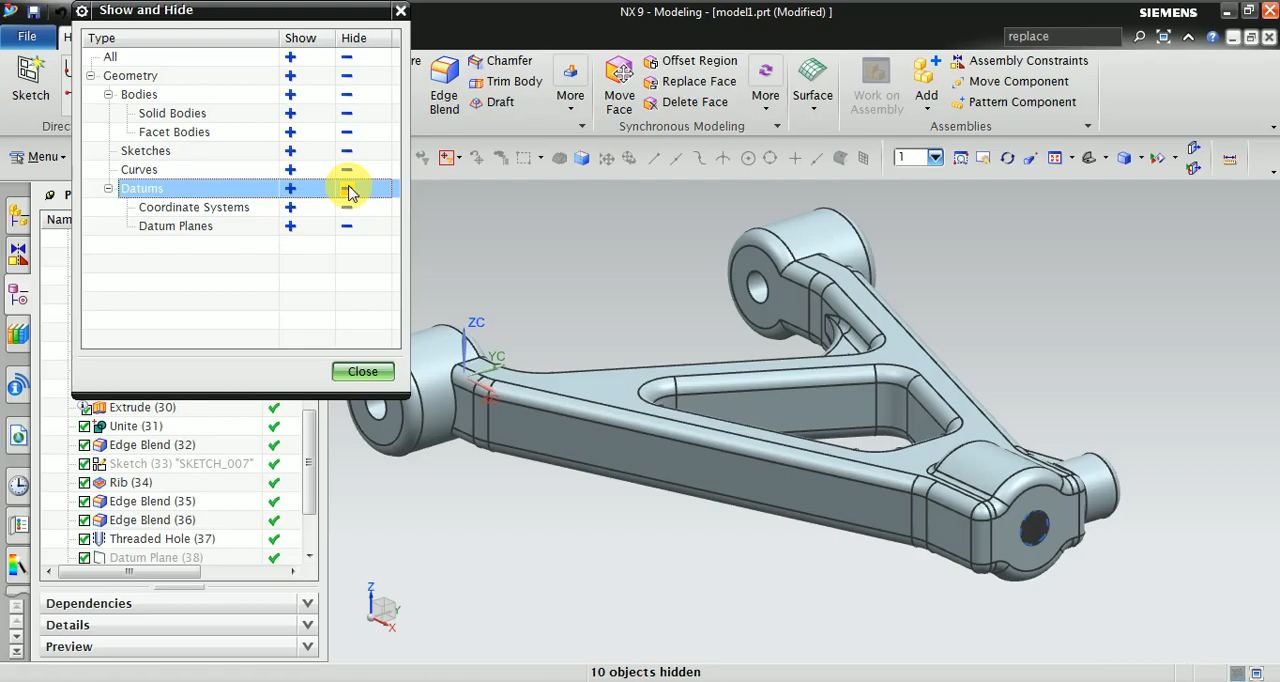 Show and Hide
NX 9 - Modeling - [model1.prt (Modified) ]
SIEMENS
File
replace
Type Show Hide
All
Geometry
Bodies
Solid Bodies
Facet Bodies
Sketches
Curves
Datums
Coordinate Systems
Datum Planes
Close
Sketch
Edge Blend
Chamfer
Trim Body
Draft
More
Move Face
Offset Region
Replace Face
Delete Face
More
Surface
Work on Assembly
Add
Assembly Constraints
Move Component
Pattern Component
Synchronous Modeling
Assemblies
Menu
1
ZC
YC
Extrude (30)
Unite (31)
Edge Blend (32)
Sketch (33) "SKETCH_007"
Rib (34)
Edge Blend (35)
Edge Blend (36)
Threaded Hole (37)
Datum Plane (38)
Dependencies
Details
Preview
Z
Y
X
10 objects hidden